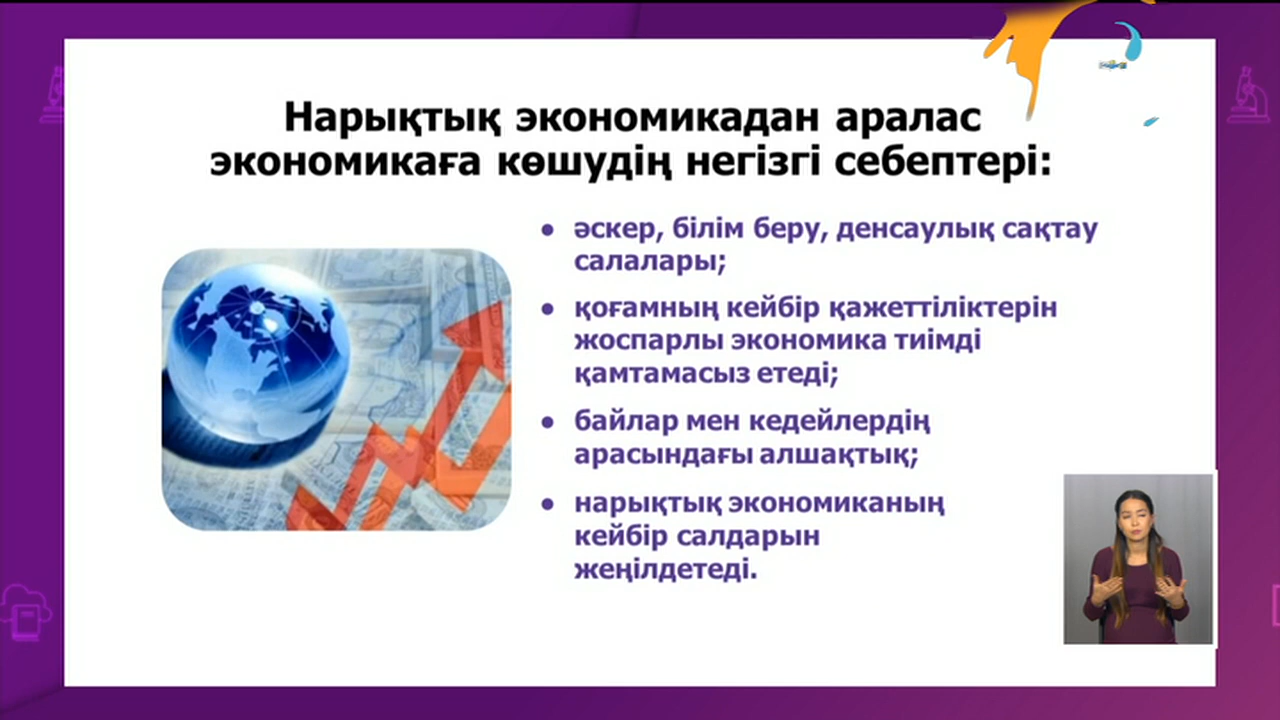 Нарықтық экономикадан аралас
экономикаға көшудің негізгі себептері:
• әскер, білім беру, денсаулық сақтау
салалары;
• қоғамның кейбір қажеттіліктерін
жоспарлы экономика тиімді
қамтамасыз етеді;
• байлар мен кедейлердің
арасындағы алшақтық;
• нарықтық экономиканың
кейбір салдарын
жеңілдетеді.